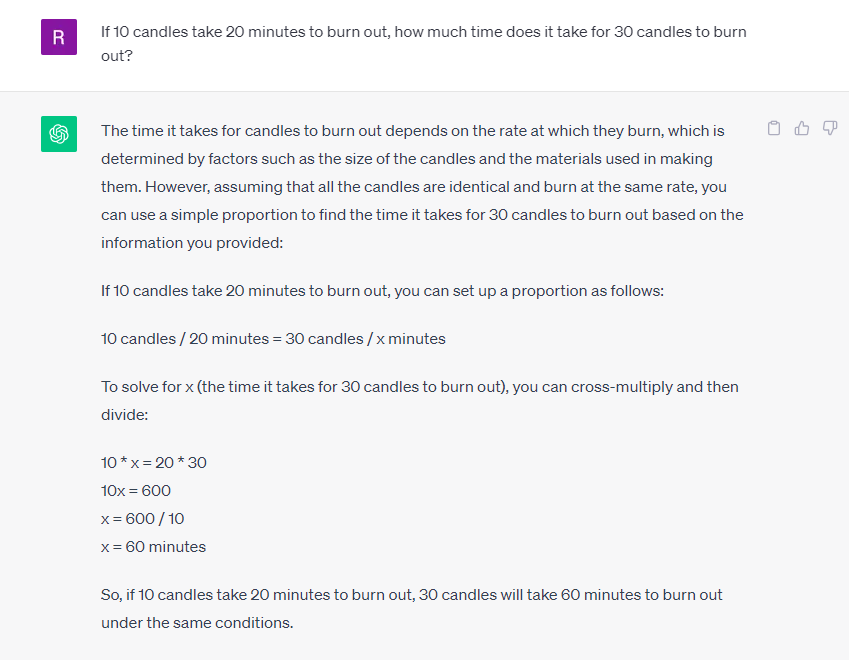 R
If 10 candles take 20 minutes to burn out, how much time does it take for 30 candles to burn
out?
The time it takes for candles to burn out depends on the rate at which they burn, which is
determined by factors such as the size of the candles and the materials used in making
them. However, assuming that all the candles are identical and burn at the same rate, you
can use a simple proportion to find the time it takes for 30 candles to burn out based on the
information you provided:
If 10 candles take 20 minutes to burn out, you can set up a proportion as follows:
10 candles / 20 minutes = 30 candles / x minutes
To solve for x (the time it takes for 30 candles to burn out), you can cross-multiply and then
divide:
10 * x = 20 * 30
10x = 600
x = 600 / 10
x = 60 minutes
So, if 10 candles take 20 minutes to burn out, 30 candles will take 60 minutes to burn out
under the same conditions.